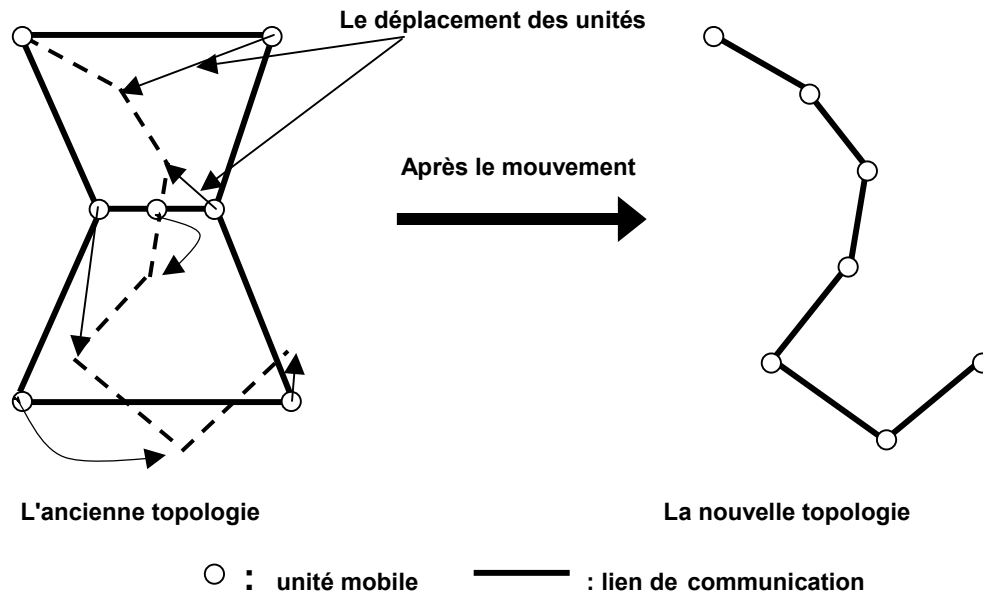 Le déplacement des unités
Après le mouvement
L'ancienne topologie
La nouvelle topologie
: unité mobile
: lien de communication